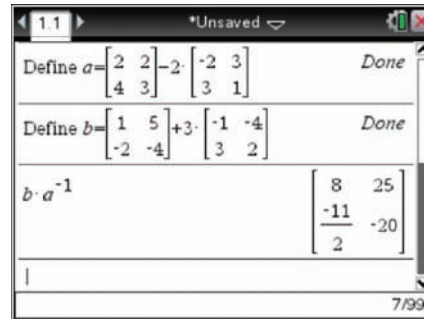 1.1 *Unsaved
Define a=[2 2
4 3]-2·[-2 3
3 1] Done
Define b=[1 5
-2 -4]+3·[-1 -4
3 2] Done
b·a^-1 [8 25
-11/2 -20]
7/99